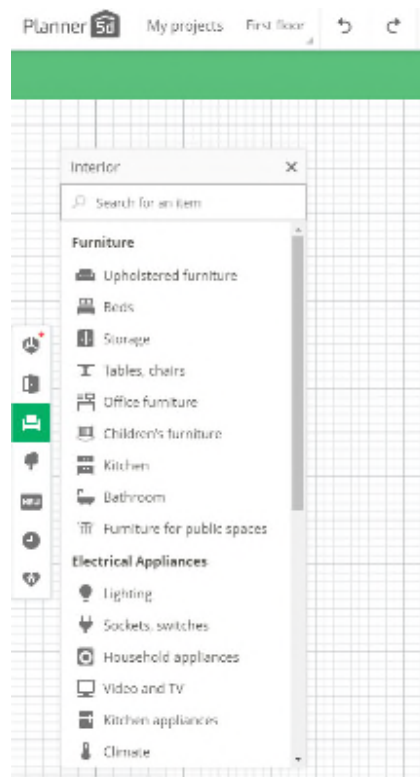 Planner 5d My projects First floor
Interior
Search for an item
Furniture
Upholstered furniture
Beds
Storage
Tables, chairs
Office furniture
Children's furniture
Kitchen
Bathroom
Furniture for public spaces
Electrical Appliances
Lighting
Sockets, switches
Household appliances
Video and TV
Kitchen appliances
Climate